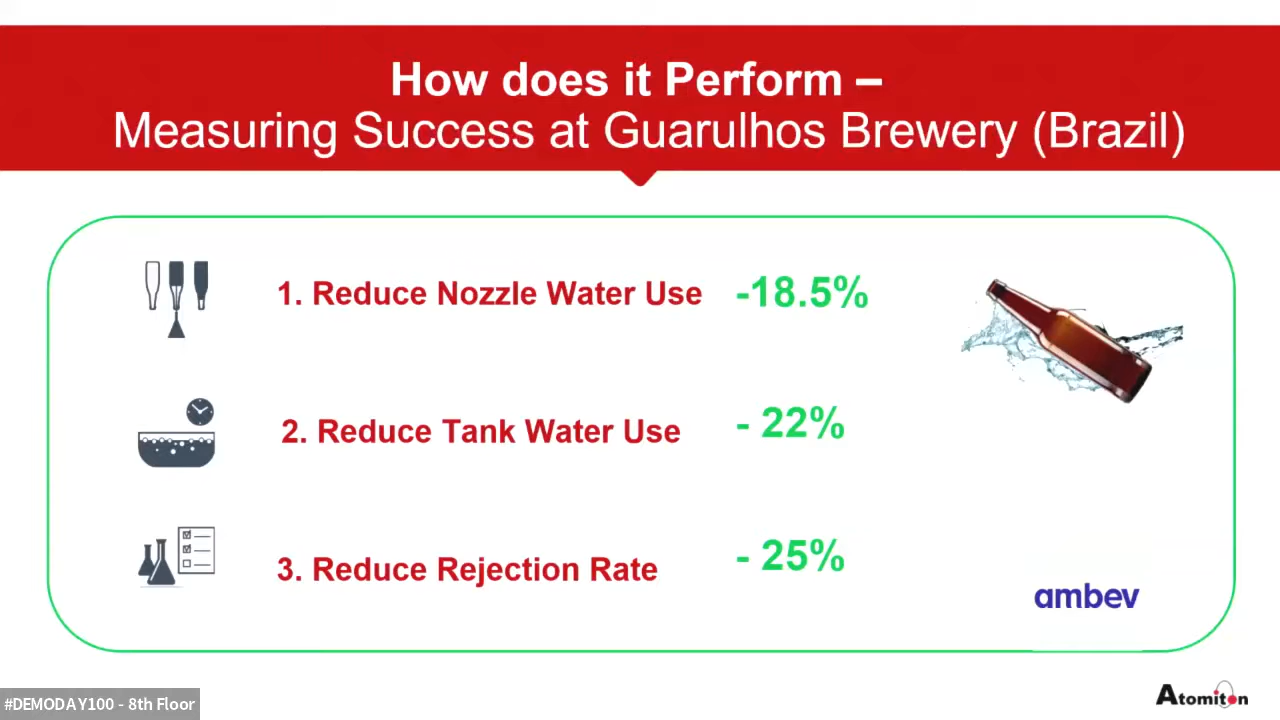 How does it Perform –
Measuring Success at Guarulhos Brewery (Brazil)
1. Reduce Nozzle Water Use -18.5%
2. Reduce Tank Water Use - 22%
3. Reduce Rejection Rate - 25%
ambev
#DEMODAY100 - 8th Floor
Atomiton